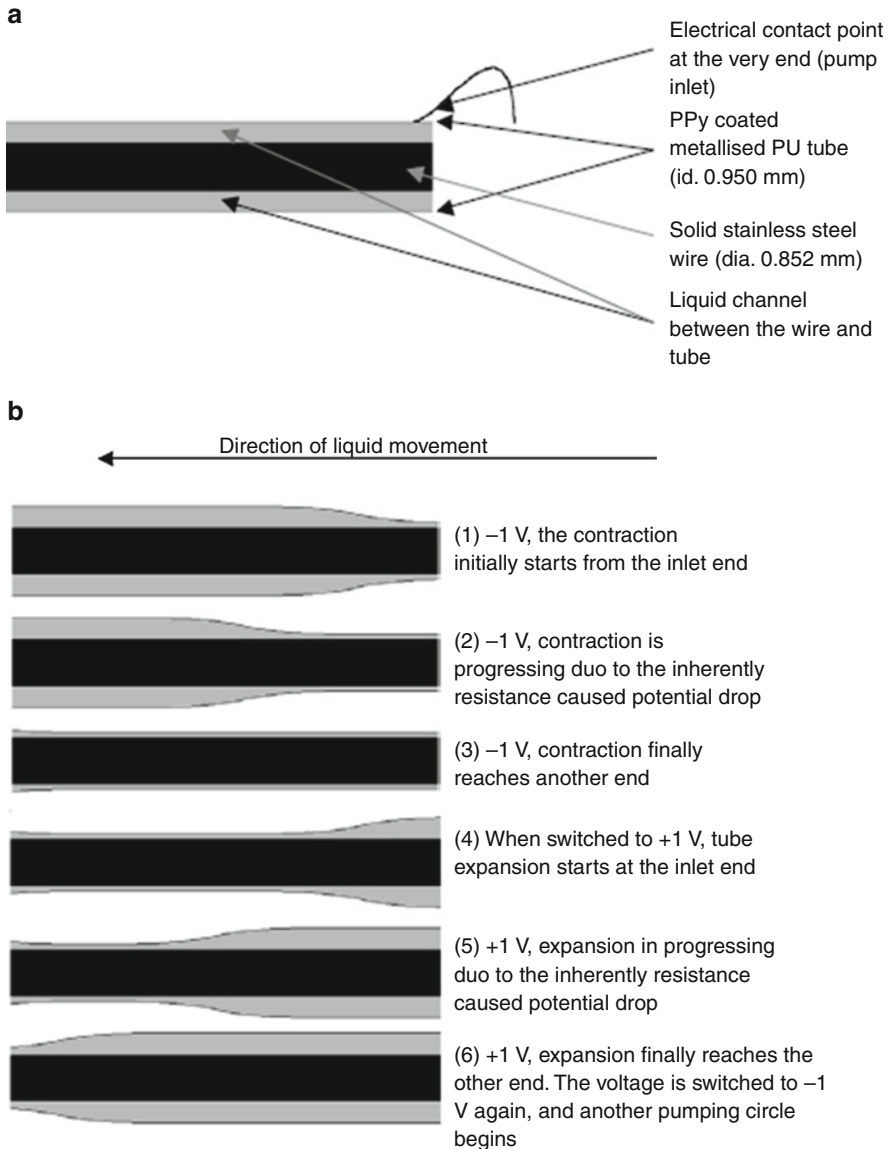 a
Electrical contact point
at the very end (pump
inlet)
PPy coated
metallised PU tube
(id. 0.950 mm)
Solid stainless steel
wire (dia. 0.852 mm)
Liquid channel
between the wire and
tube
b
Direction of liquid movement
(1) –1 V, the contraction
initially starts from the inlet end
(2) –1 V, contraction is
progressing duo to the inherently
resistance caused potential drop
(3) –1 V, contraction finally
reaches another end
(4) When switched to +1 V, tube
expansion starts at the inlet end
(5) +1 V, expansion in progressing
duo to the inherently resistance
caused potential drop
(6) +1 V, expansion finally reaches the
other end. The voltage is switched to –1
V again, and another pumping circle
begins